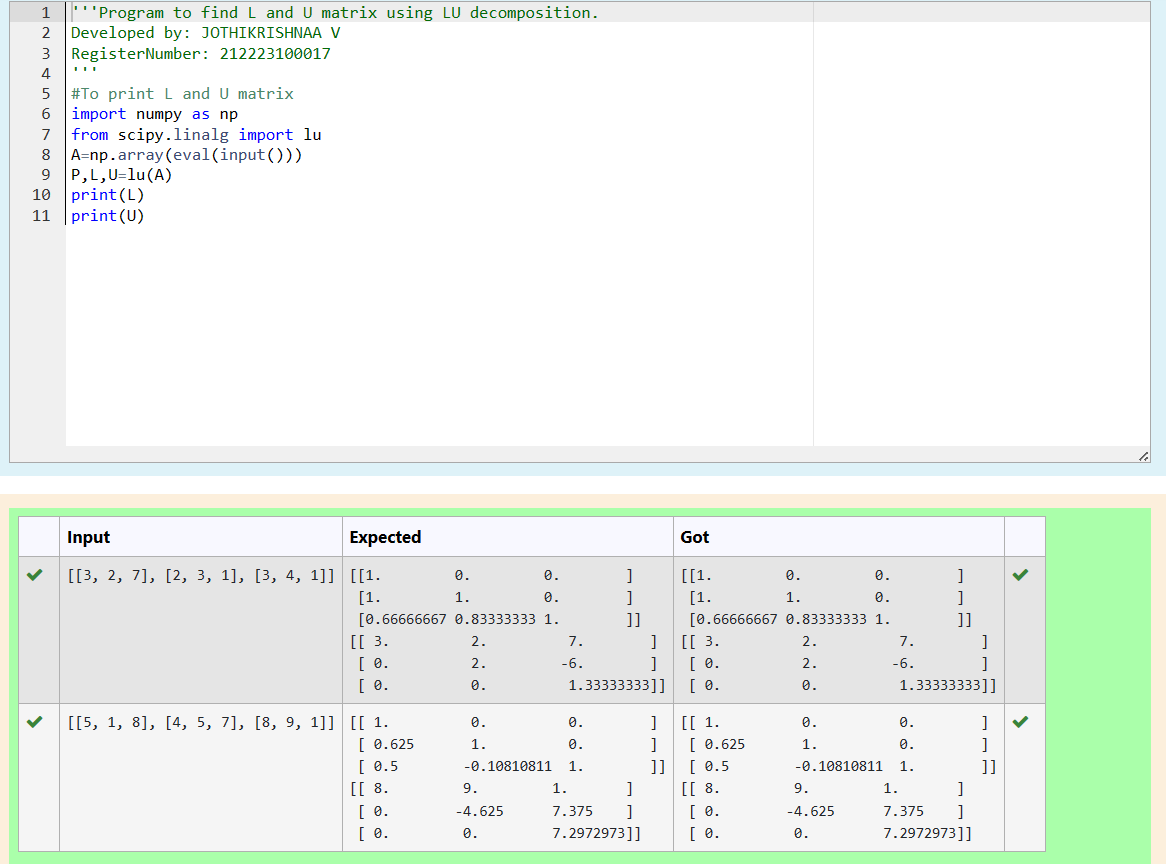 1 '''Program to find L and U matrix using LU decomposition.
2 Developed by: JOTHIKRISHNAA V
3 RegisterNumber: 212223100017
4 '''
5 #To print L and U matrix
6 import numpy as np
7 from scipy.linalg import lu
8 A=np.array(eval(input()))
9 P,L,U=lu(A)
10 print(L)
11 print(U)
Input Expected Got
[[3, 2, 7], [2, 3, 1], [3, 4, 1]] [[1. 0. 0. ] [[1. 0. 0. ]
[1. 1. 0. ] [1. 1. 0. ]
[0.66666667 0.83333333 1. ]] [0.66666667 0.83333333 1. ]]
[[ 3. 2. 7. ] [[ 3. 2. 7. ]
[ 0. 2. -6. ] [ 0. 2. -6. ]
[ 0. 0. 1.33333333]] [ 0. 0. 1.33333333]]
[[5, 1, 8], [4, 5, 7], [8, 9, 1]] [[ 1. 0. 0. ] [[ 1. 0. 0. ]
[ 0.625 1. 0. ] [ 0.625 1. 0. ]
[ 0.5 -0.10810811 1. ]] [ 0.5 -0.10810811 1. ]]
[[ 8. 9. 1. ] [[ 8. 9. 1. ]
[ 0. -4.625 7.375 ] [ 0. -4.625 7.375 ]
[ 0. 0. 7.2972973]] [ 0. 0. 7.2972973]]